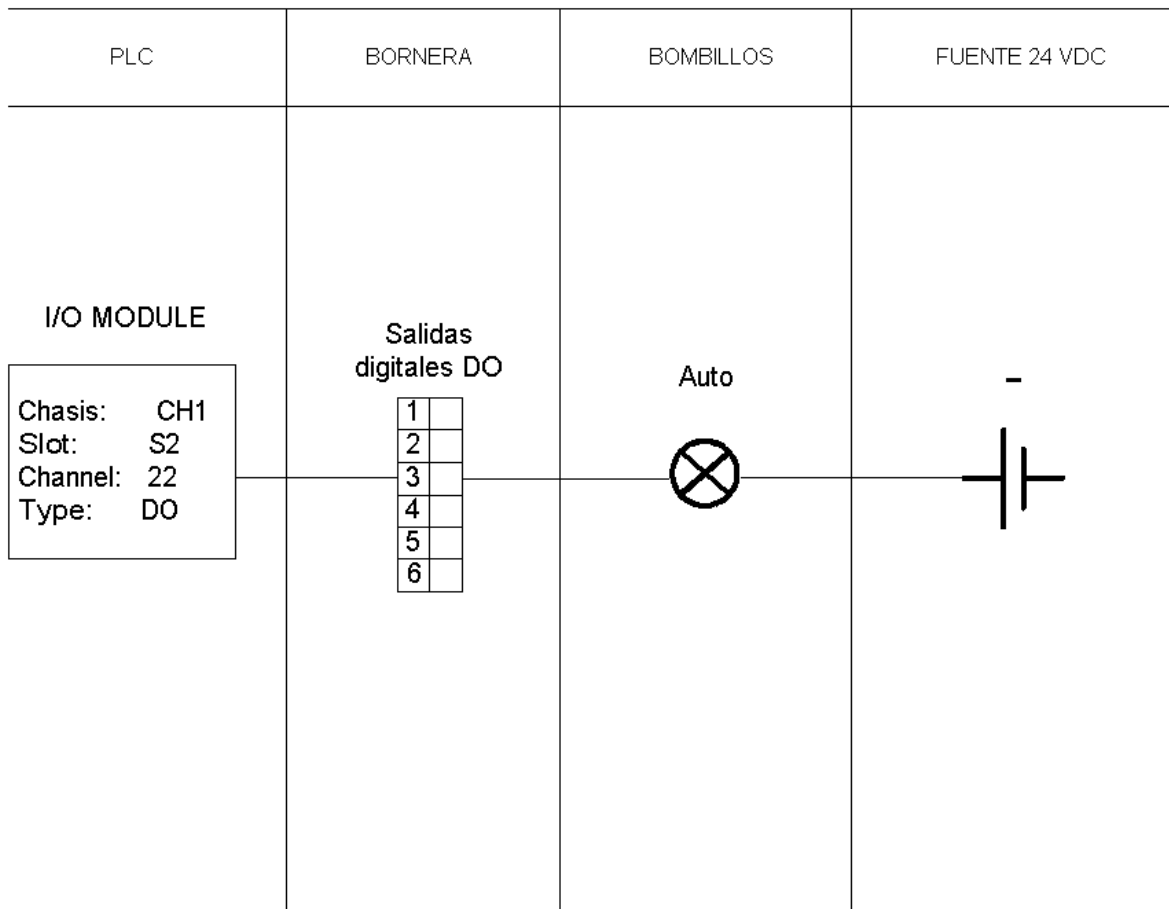 PLC
BORNERA
BOMBILLOS
FUENTE 24 VDC
I/O MODULE
Chasis: CH1
Slot: S2
Channel: 22
Type: DO
Salidas
digitales DO
1
2
3
4
5
6
Auto
-